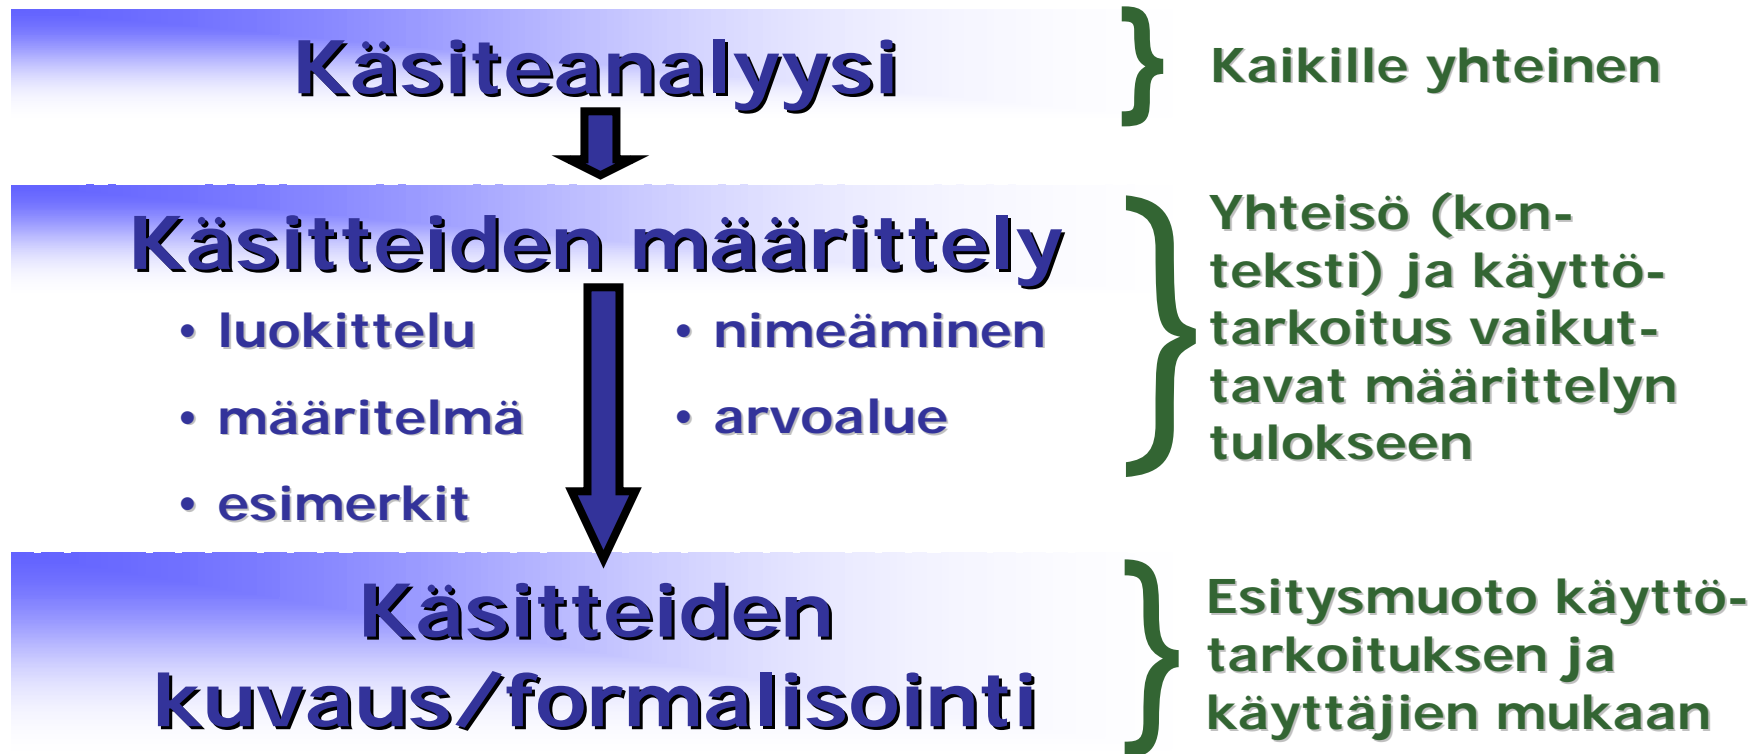 Käsiteanalyysi
Kaikille yhteinen
Käsitteiden määrittely
• luokittelu
• määritelmä
• esimerkit
• nimeäminen
• arvoalue
Yhteisö (kon-
teksti) ja käyttö-
tarkoitus vaikut-
tavat määrittelyn
tulokseen
Käsitteiden
kuvaus/formalisointi
Esitysmuoto käyttö-
tarkoituksen ja
käyttäjien mukaan